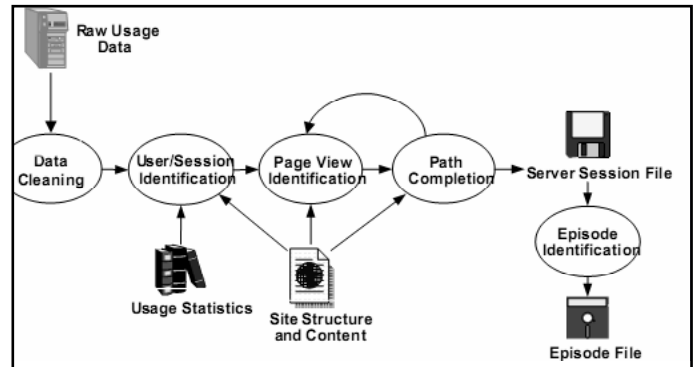 Raw Usage
Data
Data
Cleaning
User/Session
Identification
Page View
Identification
Path
Completion
Server Session File
Episode
Identification
Usage Statistics
Site Structure
and Content
Episode File